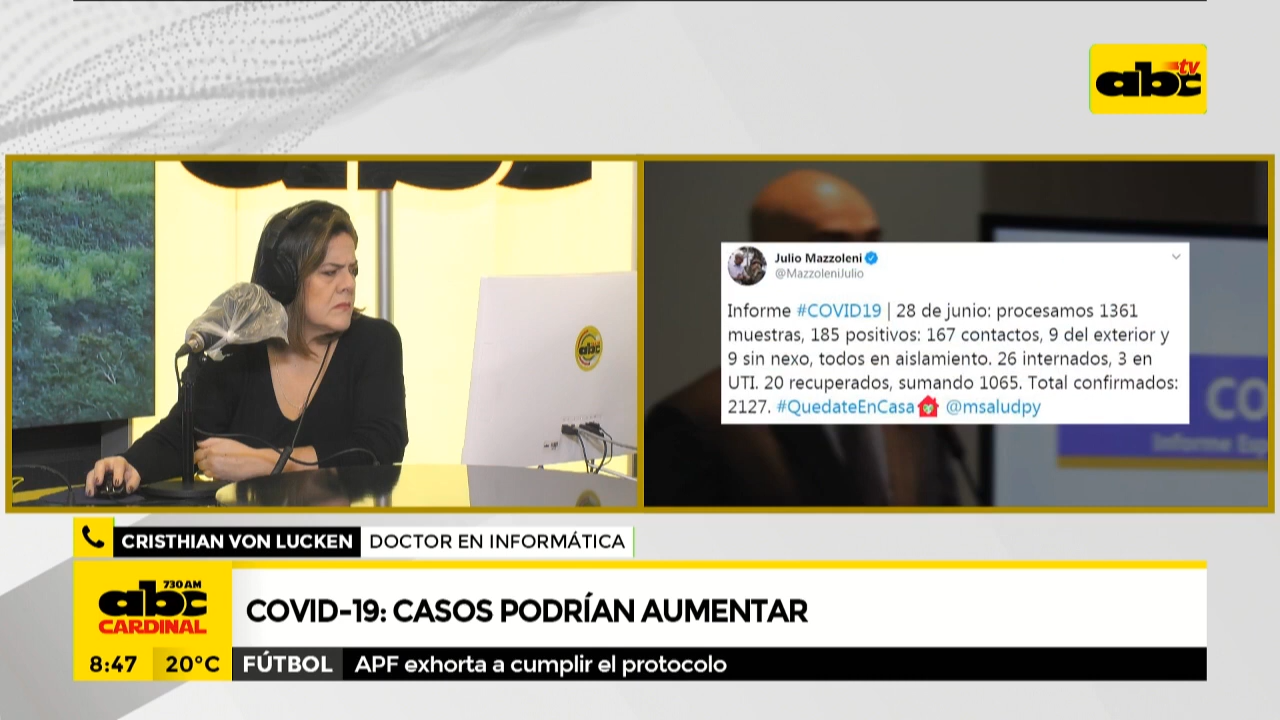 abc tv
abc
Julio Mazzoleni
@MazzoleniJulio
Informe #COVID19 | 28 de junio: procesamos 1361
muestras, 185 positivos: 167 contactos, 9 del exterior y
9 sin nexo, todos en aislamiento. 26 internados, 3 en
UTI. 20 recuperados, sumando 1065. Total confirmados:
2127. #QuedateEnCasa @msaludpy
CO
Informe Esp
CRISTHIAN VON LUCKEN DOCTOR EN INFORMÁTICA
730 AM
abc
CARDINAL
COVID-19: CASOS PODRÍAN AUMENTAR
8:47 20°C FÚTBOL APF exhorta a cumplir el protocolo